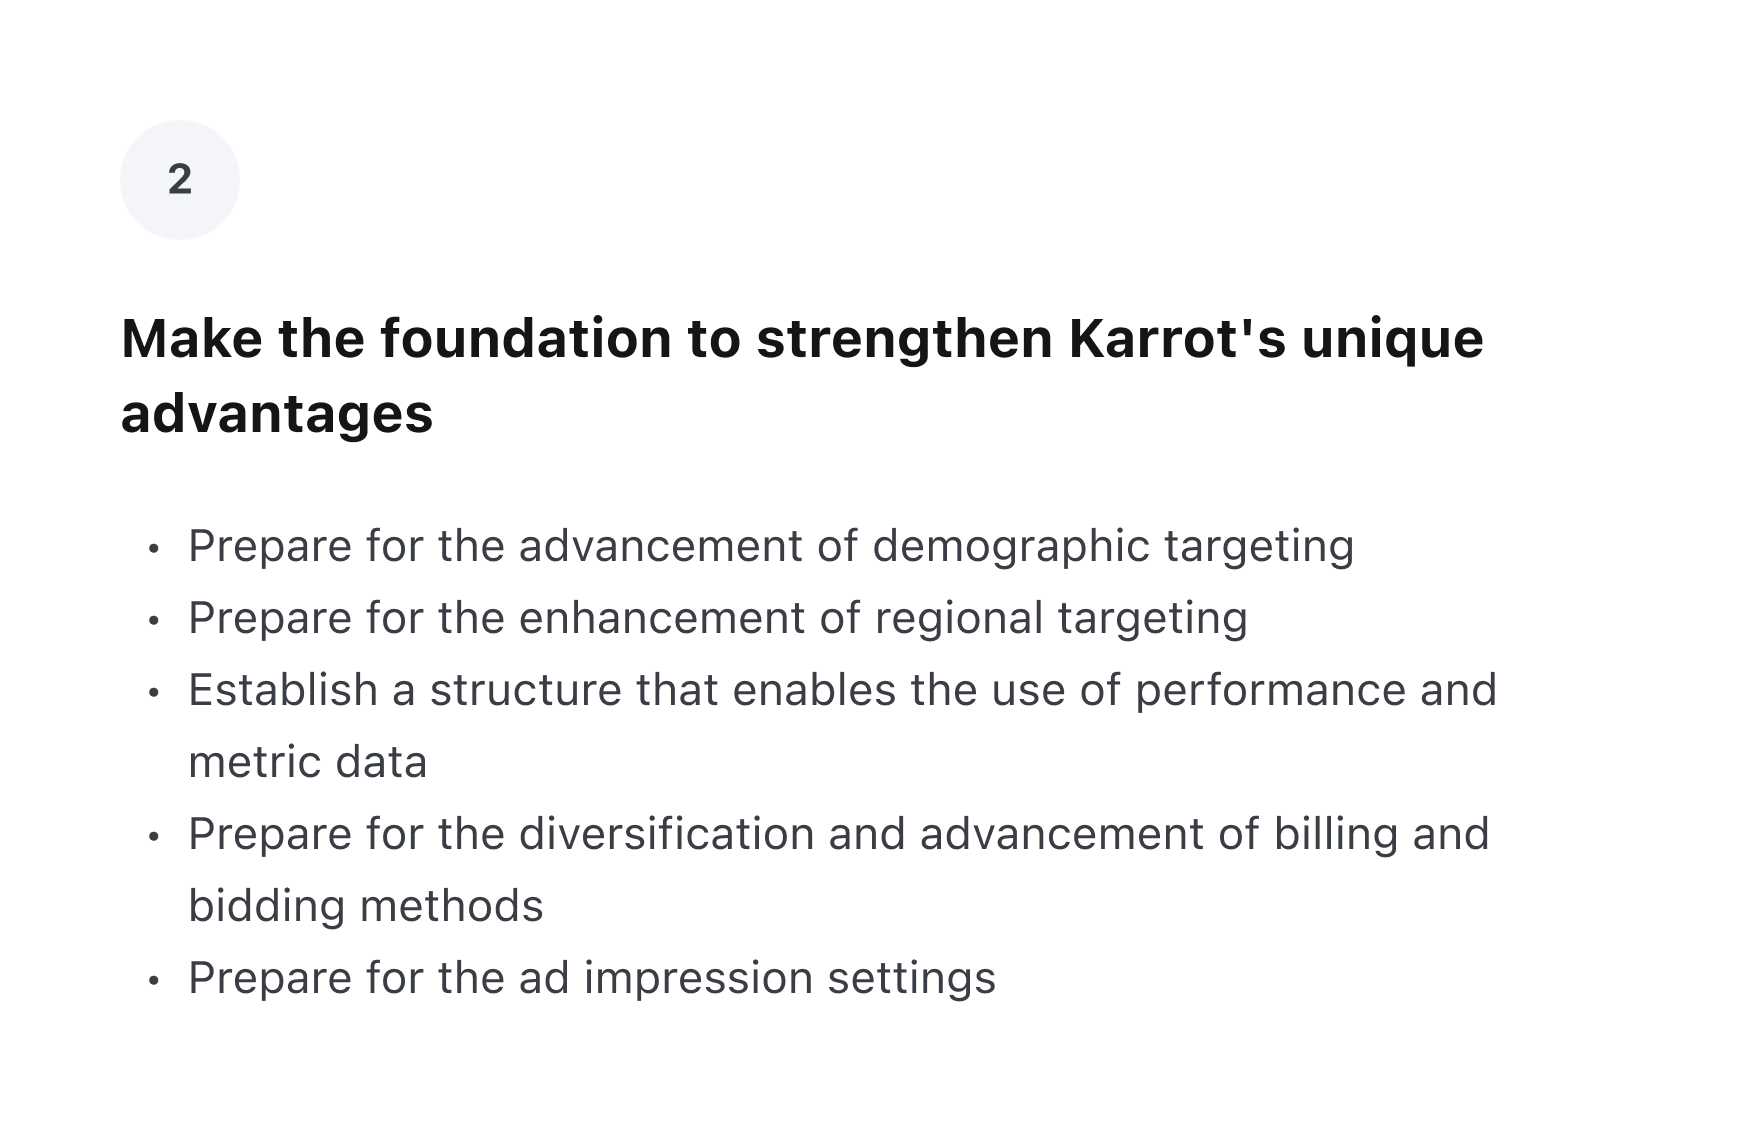 2
Make the foundation to strengthen Karrot's unique
advantages
• Prepare for the advancement of demographic targeting
• Prepare for the enhancement of regional targeting
• Establish a structure that enables the use of performance and
metric data
• Prepare for the diversification and advancement of billing and
bidding methods
• Prepare for the ad impression settings